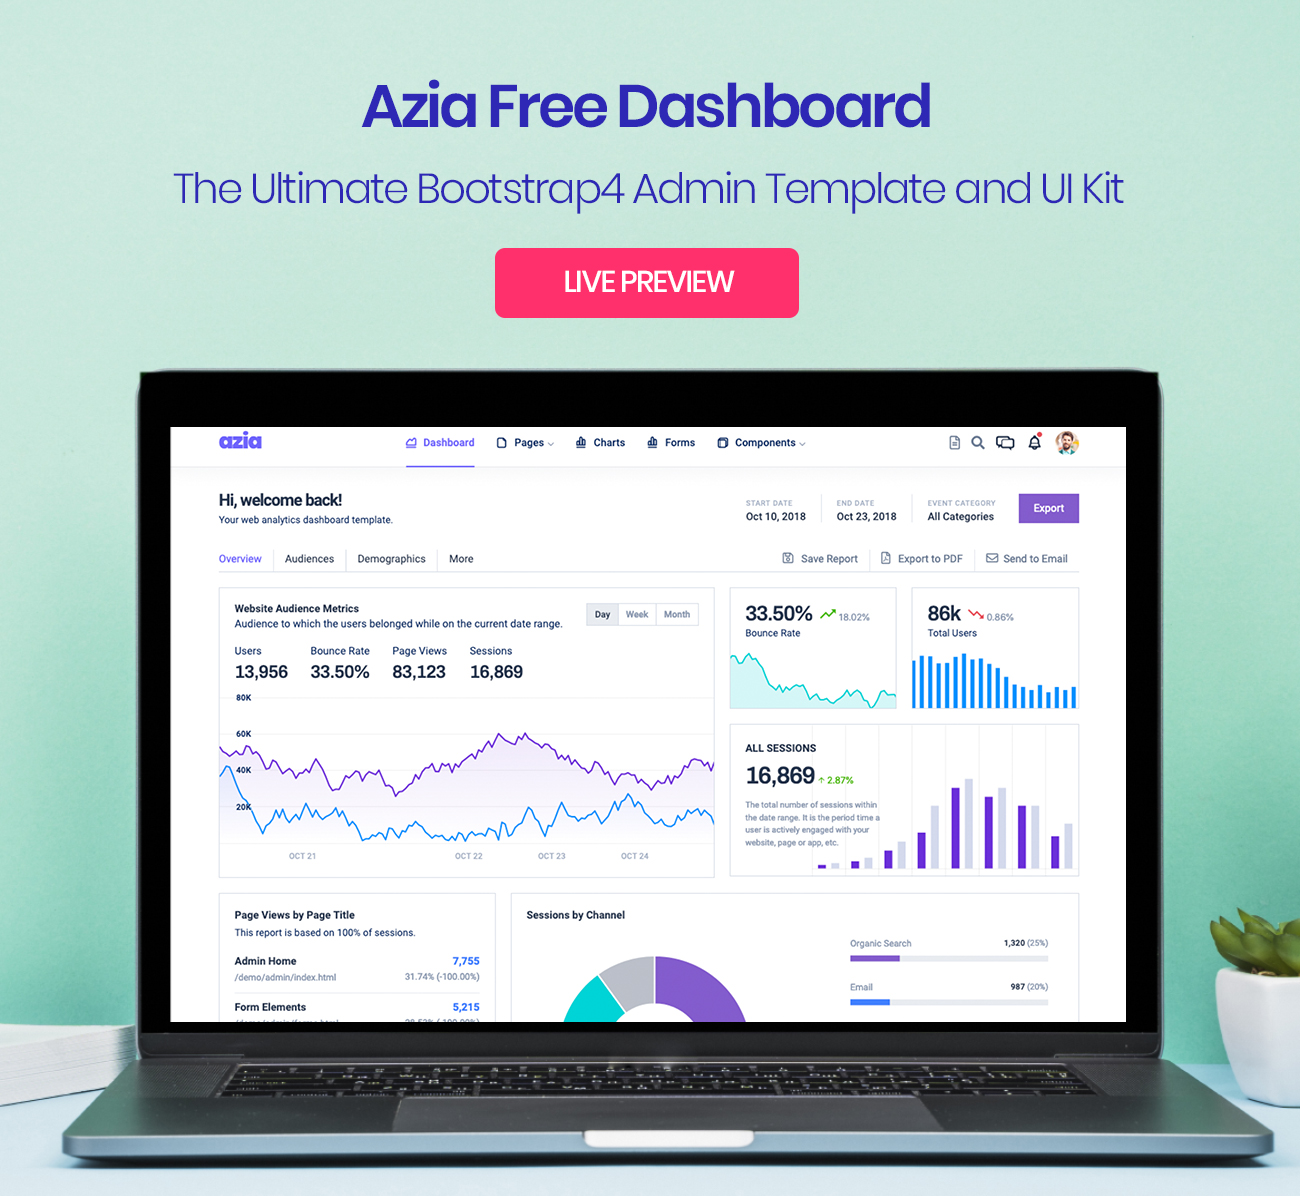 Azia Free Dashboard
The Ultimate Bootstrap4 Admin Template and UI Kit
LIVE PREVIEW
azia
Dashboard Pages Charts Forms Components
Hi, welcome back!
Your web analytics dashboard template.
START DATE
Oct 10, 2018
END DATE
Oct 23, 2018
EVENT CATEGORY
All Categories
Export
Overview Audiences Demographics More
Save Report Export to PDF Send to Email
Website Audience Metrics
Audience to which the users belonged while on the current date range.
Day Week Month
Users Bounce Rate Page Views Sessions
13,956 33.50% 83,123 16,869
80K
60K
40K
20K
OCT 21 OCT 22 OCT 23 OCT 24
33.50% 18.02%
Bounce Rate
86k 0.86%
Total Users
ALL SESSIONS
16,869 2.87%
The total number of sessions within
the date range. It is the period time a
user is actively engaged with your
website, page or app, etc.
Page Views by Page Title
This report is based on 100% of sessions.
Admin Home 7,755
/demo/admin/index.html 31.74% (-100.00%)
Form Elements 5,215
Sessions by Channel
Organic Search 1,320 (25%)
Email 987 (20%)